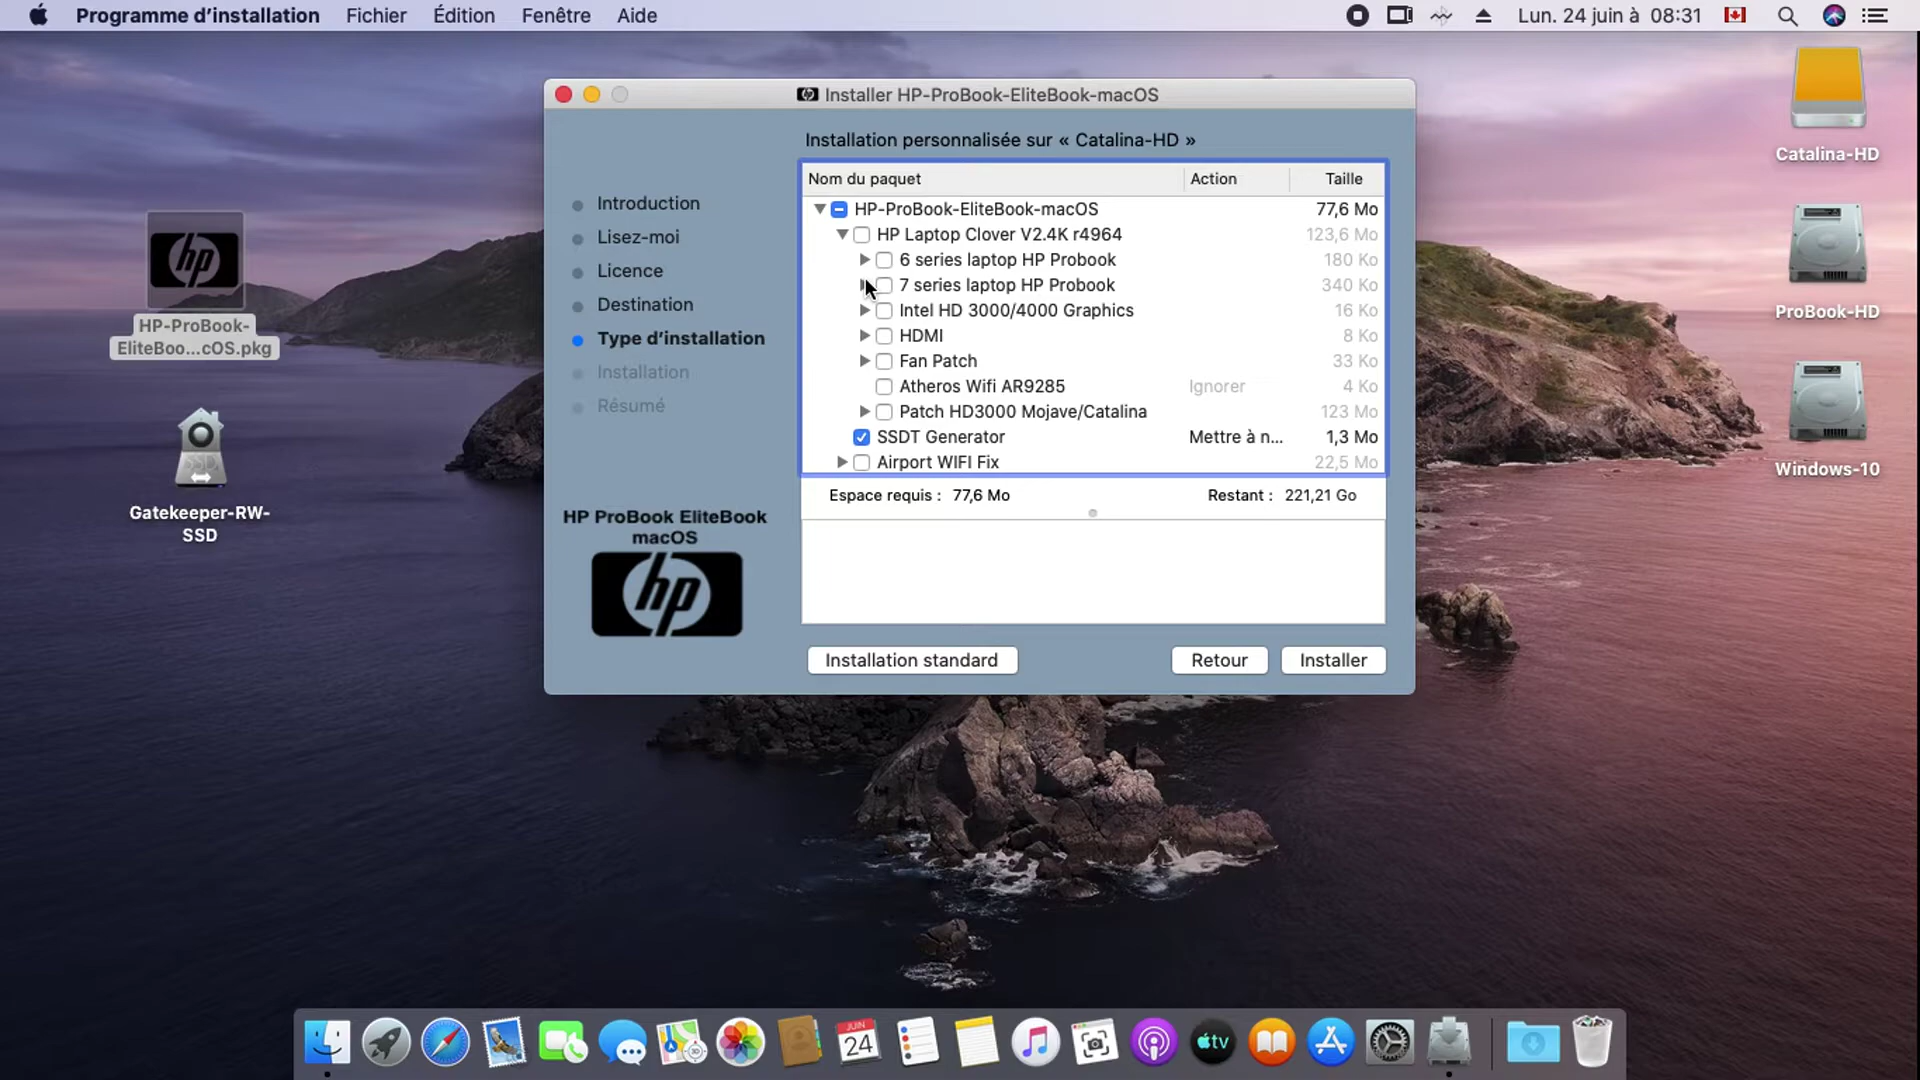 Programme d’installation Fichier Édition Fenêtre Aide
Lun. 24 juin à 08:31
Installer HP-ProBook-EliteBook-macOS
Installation personnalisée sur « Catalina-HD »
Introduction
Lisez-moi
Licence
Destination
Type d’installation
Installation
Résumé
HP ProBook EliteBook
macOS
hp
Nom du paquet Action Taille
HP-ProBook-EliteBook-macOS 77,6 Mo
HP Laptop Clover V2.4K r4964 123,6 Mo
6 series laptop HP Probook 180 Ko
7 series laptop HP Probook 340 Ko
Intel HD 3000/4000 Graphics 16 Ko
HDMI 8 Ko
Fan Patch 33 Ko
Atheros Wifi AR9285 Ignorer 4 Ko
Patch HD3000 Mojave/Catalina 123 Mo
SSDT Generator Mettre à n... 1,3 Mo
Airport WIFI Fix 22,5 Mo
Espace requis : 77,6 Mo Restant : 221,21 Go
Installation standard Retour Installer
hp
HP-ProBook-
EliteBoo...cOS.pkg
SSD
Gatekeeper-RW-
SSD
Catalina-HD
ProBook-HD
Windows-10
JUIN
24
tv